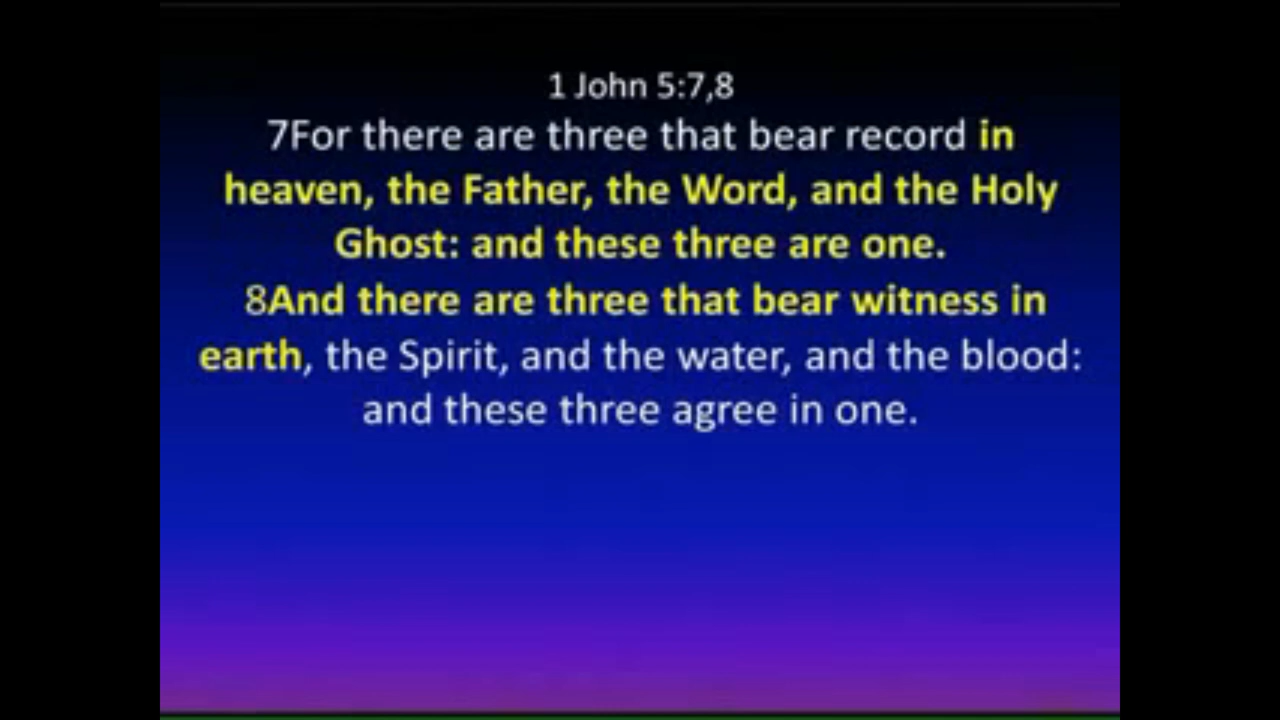 1 John 5:7,8
7For there are three that bear record in
heaven, the Father, the Word, and the Holy
Ghost: and these three are one.
8And there are three that bear witness in
earth, the Spirit, and the water, and the blood:
and these three agree in one.